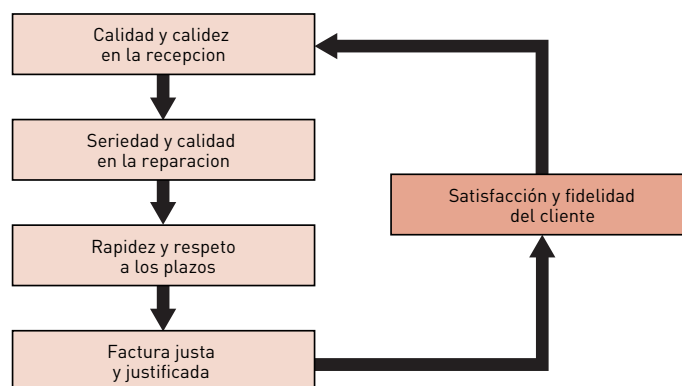 Calidad y calidez
en la recepcion
Seriedad y calidad
en la reparacion
Rapidez y respeto
a los plazos
Factura justa
y justificada
Satisfacción y fidelidad
del cliente